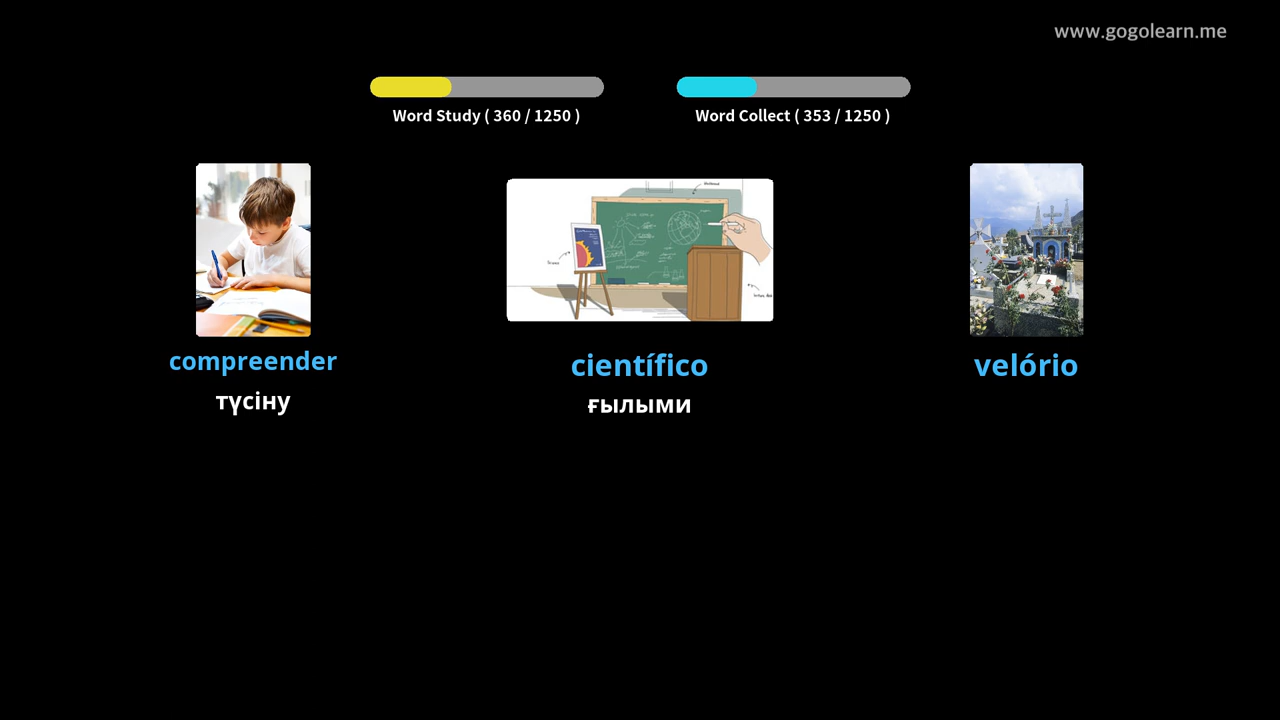 www.gogolearn.me
Word Study ( 360 / 1250 )
Word Collect ( 353 / 1250 )
compreender
түсіну
científico
ғылыми
velório